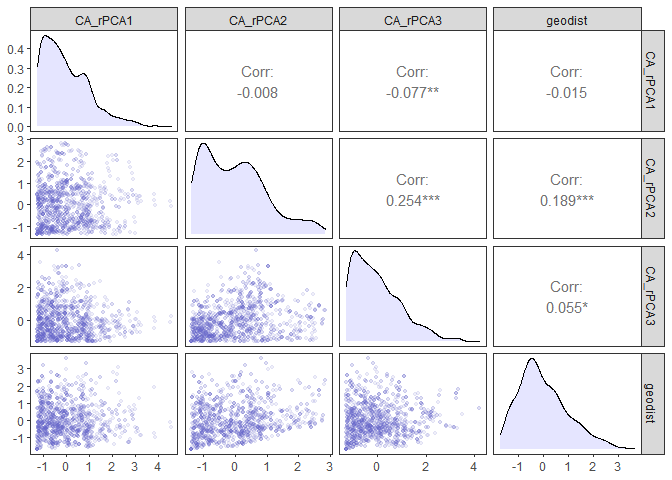 CA_rPCA1 CA_rPCA2 CA_rPCA3 geodist
0.4
0.3
0.2
0.1
0.0
Corr:
-0.008
Corr:
-0.077**
Corr:
-0.015
CA_rPCA1
3
2
1
0
-1
Corr:
0.254***
Corr:
0.189***
CA_rPCA2
4
2
0
Corr:
0.055*
CA_rPCA3
3
2
1
0
-1
geodist
-1 0 1 2 3 4 -1 0 1 2 3 0 2 4 -1 0 1 2 3